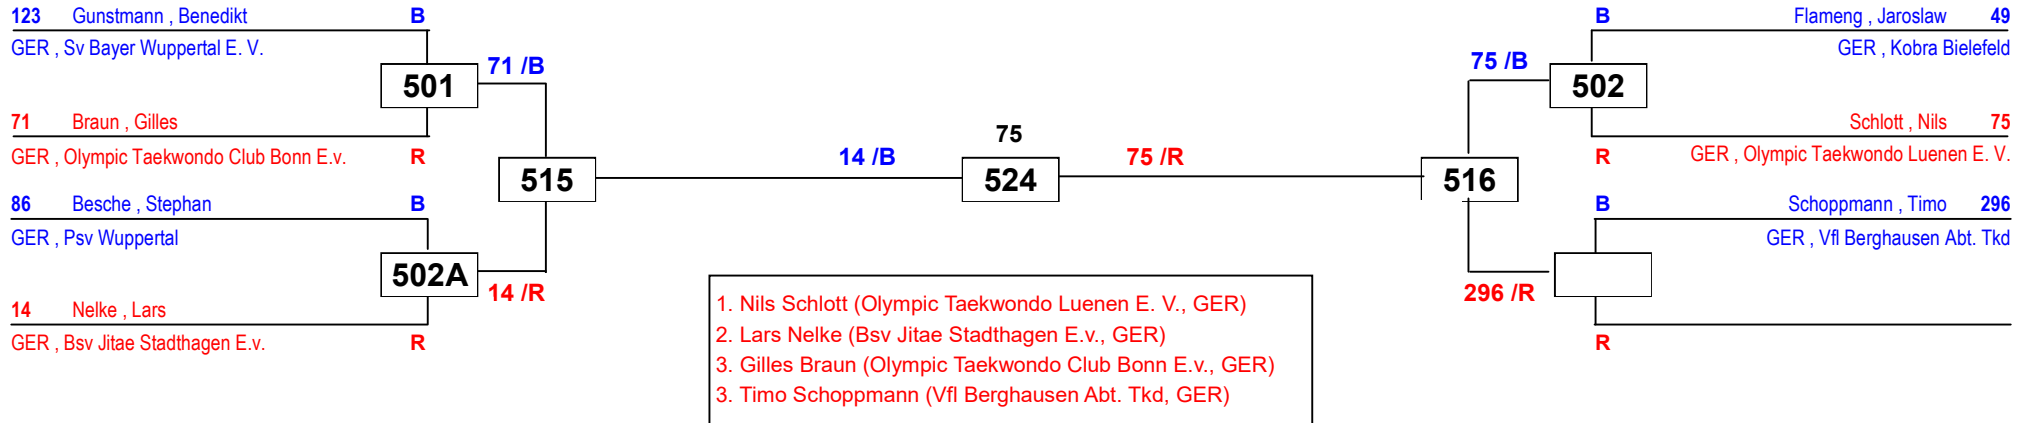 123 Gunstmann , Benedikt B
GER , Sv Bayer Wuppertal E. V.
501
71 /B
71 Braun , Gilles
GER , Olympic Taekwondo Club Bonn E.v. R
515
86 Besche , Stephan B
GER , Psv Wuppertal
502A
14 /R
14 Nelke , Lars
GER , Bsv Jitae Stadthagen E.v. R
14 /B
75
524
75 /R
B Flameng , Jaroslaw 49
GER , Kobra Bielefeld
75 /B
502
Schlott , Nils 75
R GER , Olympic Taekwondo Luenen E. V.
516
B Schoppmann , Timo 296
GER , Vfl Berghausen Abt. Tkd
296 /R
R
1. Nils Schlott (Olympic Taekwondo Luenen E. V., GER)
2. Lars Nelke (Bsv Jitae Stadthagen E.v., GER)
3. Gilles Braun (Olympic Taekwondo Club Bonn E.v., GER)
3. Timo Schoppmann (Vfl Berghausen Abt. Tkd, GER)